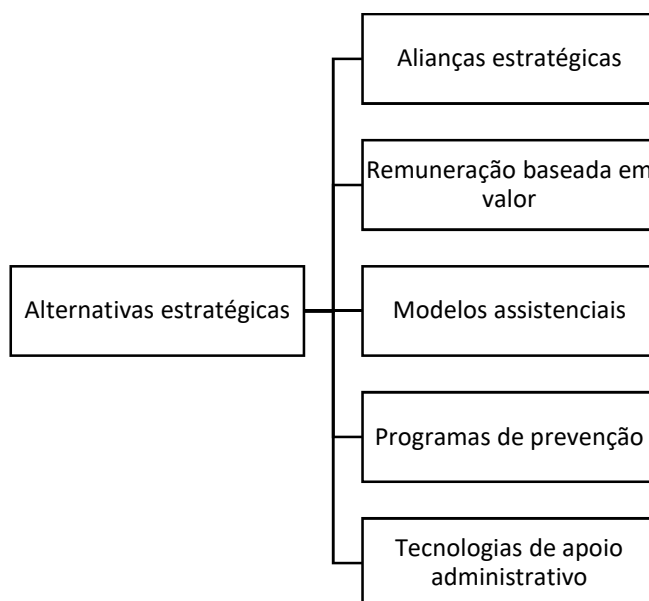 Alianças estratégicas
Remuneração baseada em
valor
Alternativas estratégicas
Modelos assistenciais
Programas de prevenção
Tecnologias de apoio
administrativo